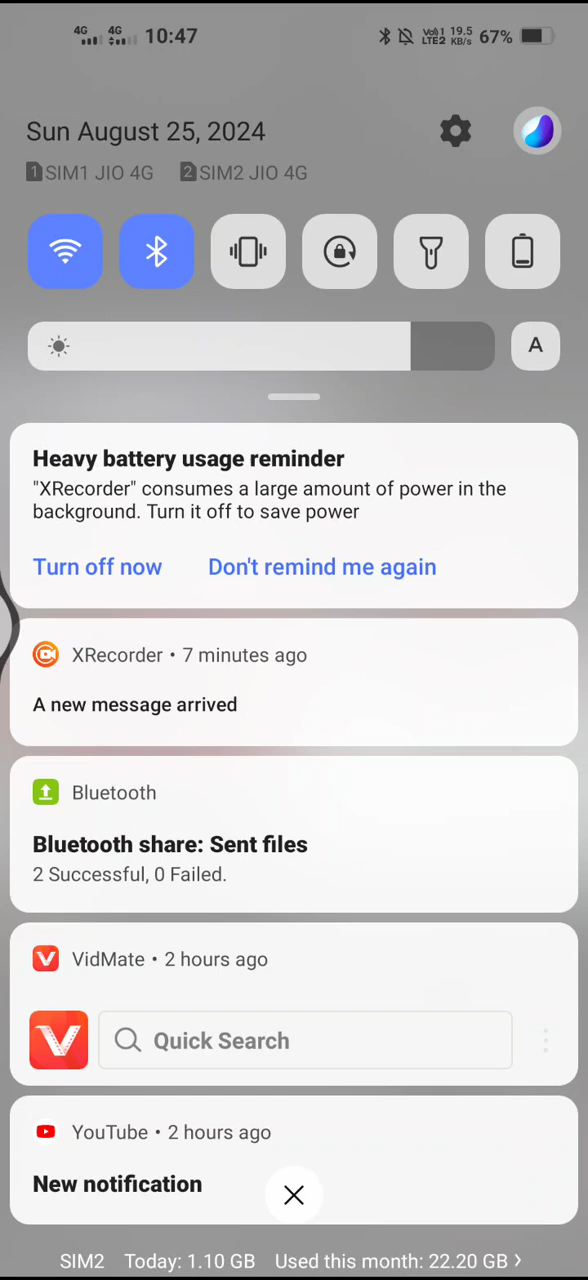 4G 4G 10:47 Vo)) 1 LTE2 19.5 KB/s 67%
Sun August 25, 2024
1 SIM1 JIO 4G 2 SIM2 JIO 4G
A
Heavy battery usage reminder
"XRecorder" consumes a large amount of power in the
background. Turn it off to save power
Turn off now Don't remind me again
XRecorder • 7 minutes ago
A new message arrived
Bluetooth
Bluetooth share: Sent files
2 Successful, 0 Failed.
VidMate • 2 hours ago
Quick Search
YouTube • 2 hours ago
New notification
SIM2 Today: 1.10 GB Used this month: 22.20 GB